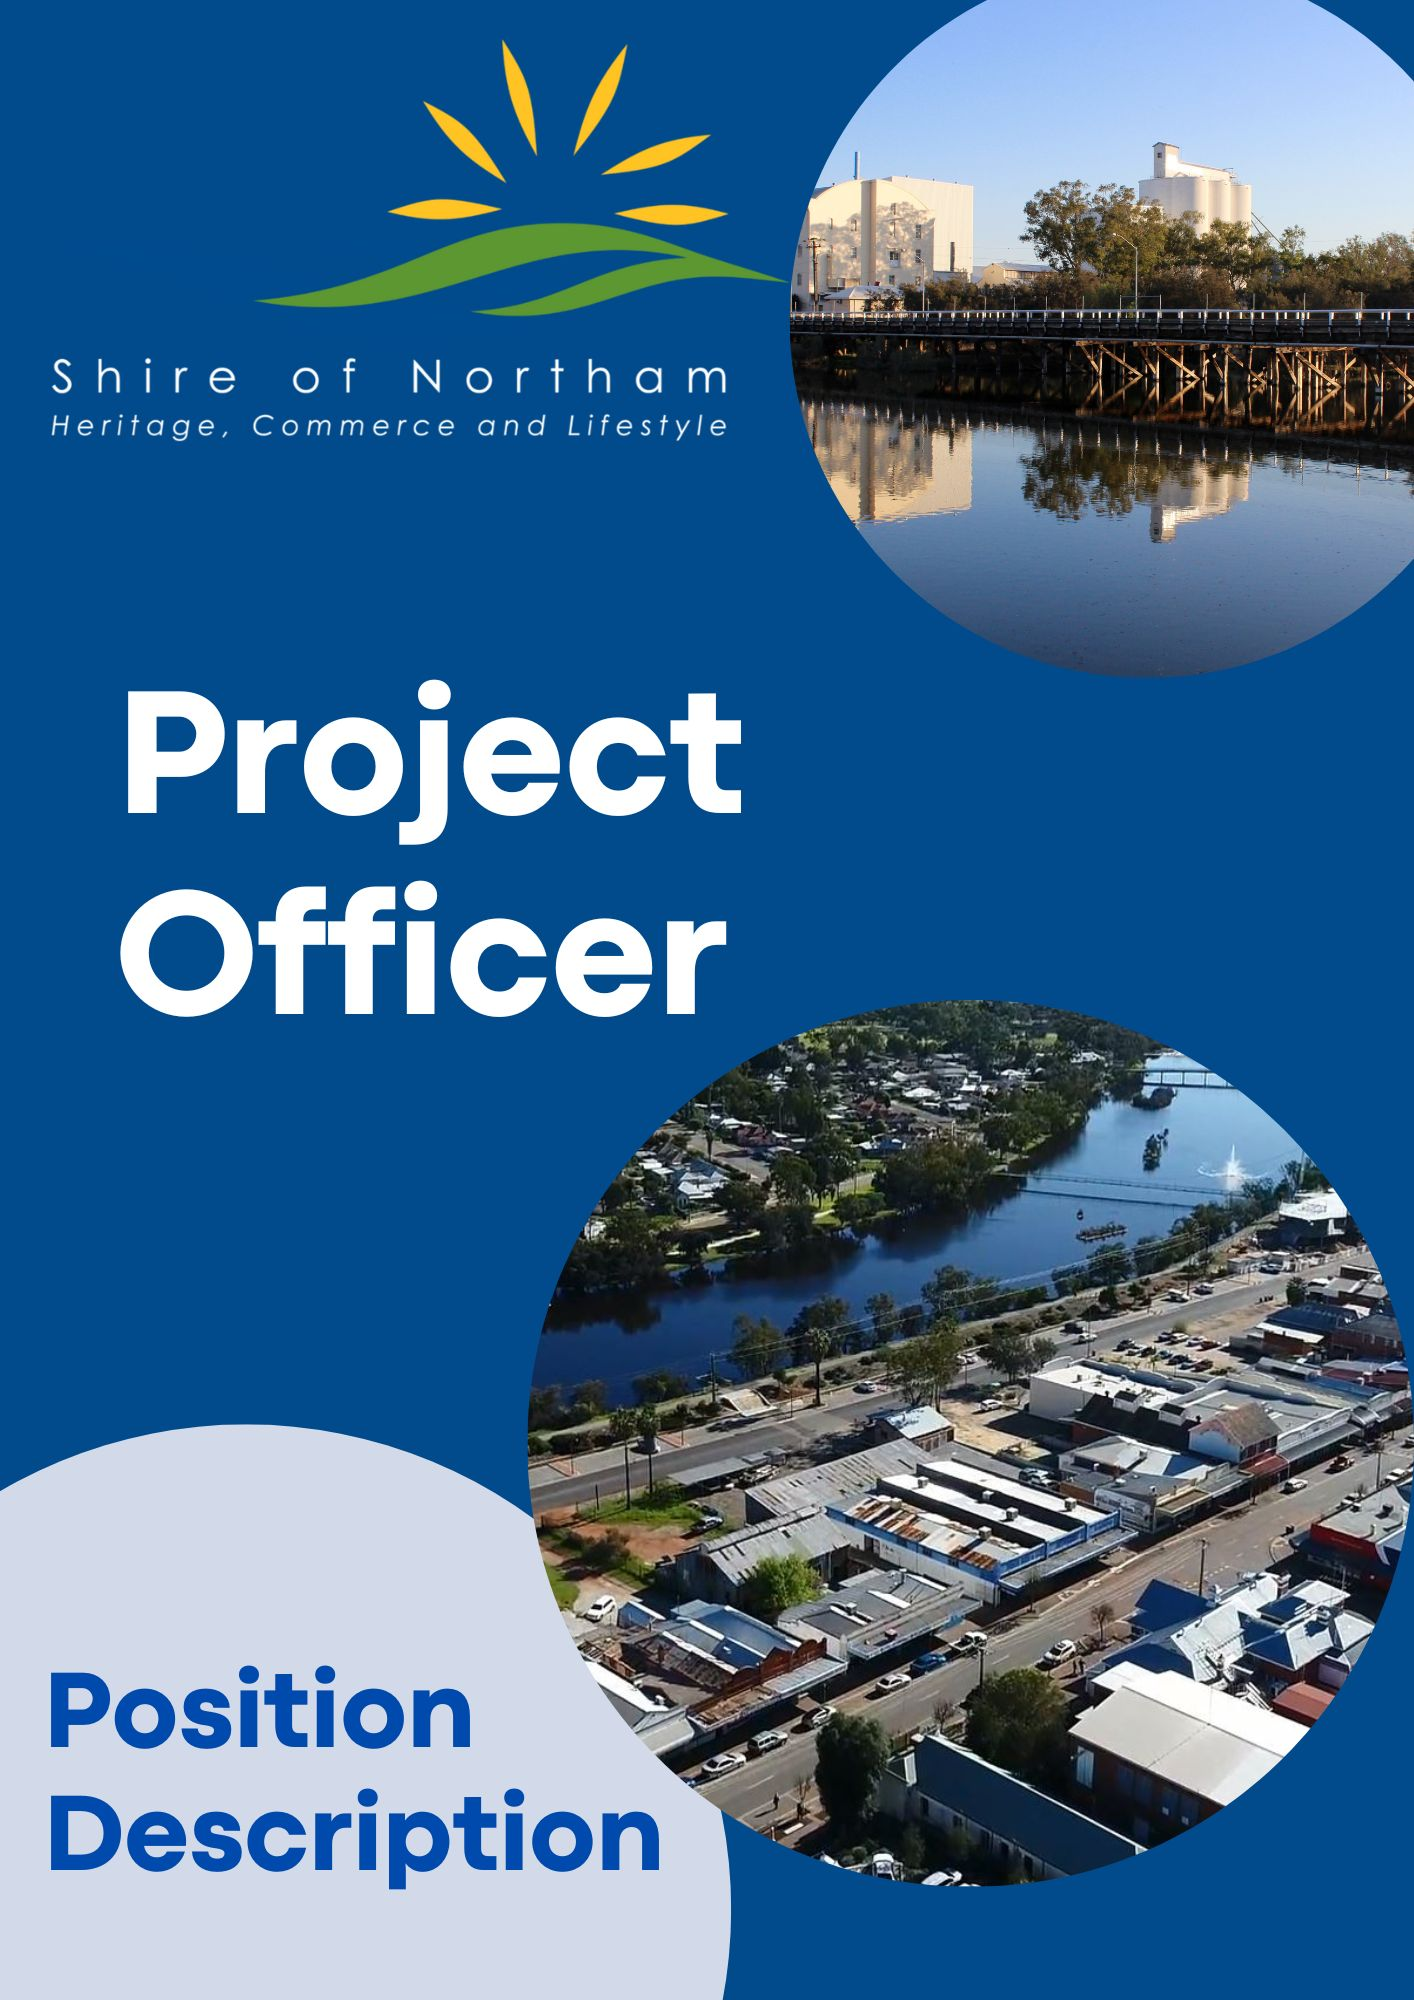 Shire of Northam
Heritage, Commerce and Lifestyle
Project
Officer
Position
Description